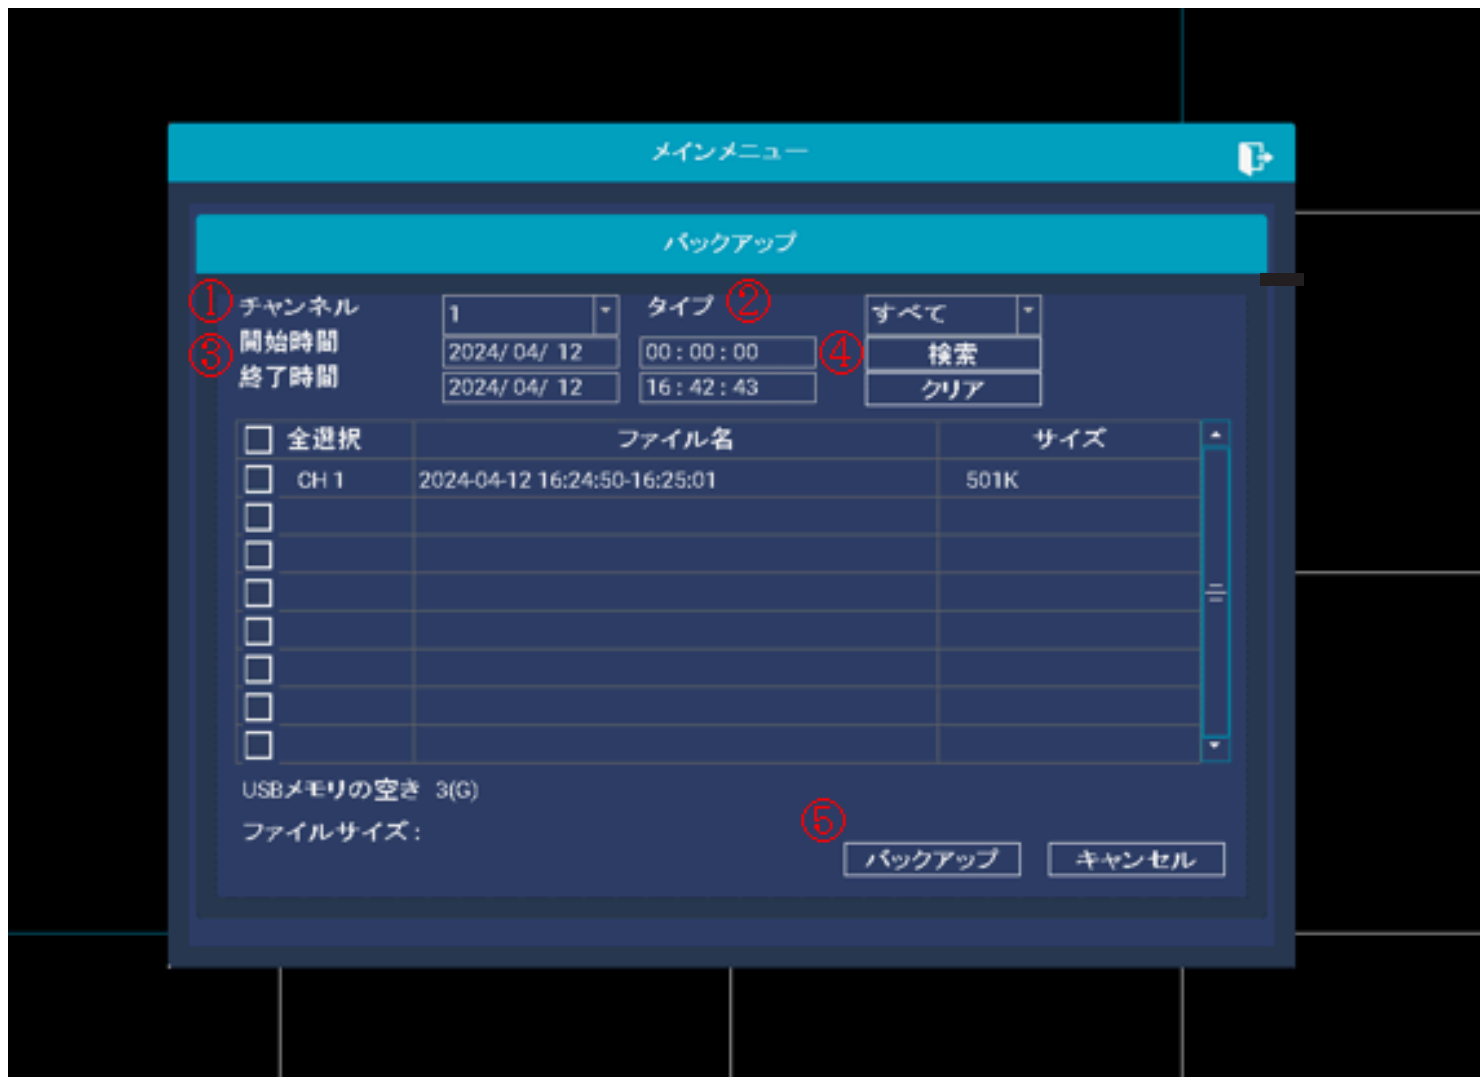 メインメニュー
バックアップ
① チャンネル 1 タイプ ② すべて
③ 開始時間 2024/ 04/ 12 00 : 00 : 00 ④ 検索
終了時間 2024/ 04/ 12 16 : 42 : 43 クリア
全選択 ファイル名 サイズ
CH 1 2024-04-12 16:24:50-16:25:01 501K
USBメモリの空き 3(G)
ファイルサイズ :
⑤ バックアップ キャンセル